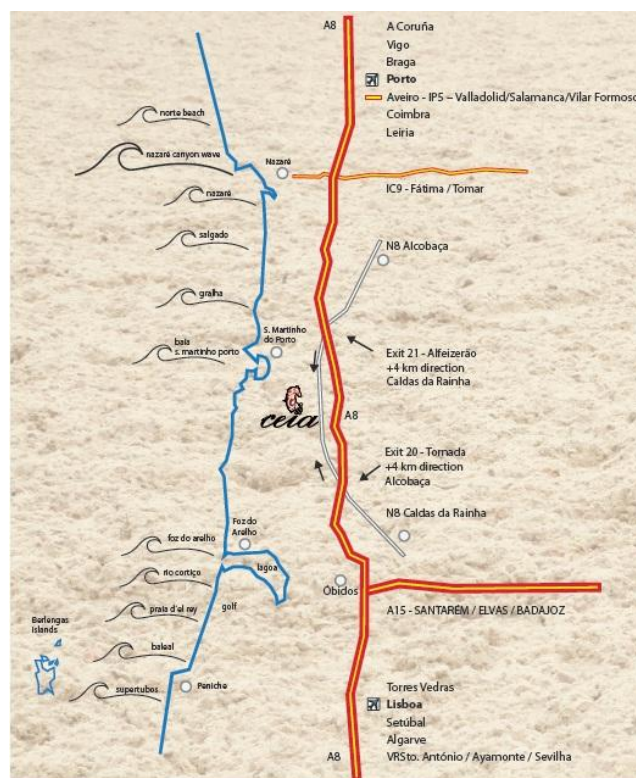 A8
A Coruña
Vigo
Braga
Porto
Aveiro - IP5 – Valladolid/Salamanca/Vilar Formoso
Coimbra
Leiria
norte beach
nazaré canyon wave
Nazaré
nazaré
IC9 - Fátima / Tomar
salgado
N8 Alcobaça
gralha
S. Martinho
do Porto
baía
s. martinho porto
Exit 21 - Alfeizerão
+4 km direction
Caldas da Rainha
ceia
A8
Exit 20 - Tornada
+4 km direction
Alcobaça
N8 Caldas da Rainha
Foz do
Arelho
foz do arelho
lagoa
rio cortiço
Óbidos
praia d'el rey
golf
A15 - SANTARÉM / ELVAS / BADAJOZ
Berlengas
islands
baleal
supertubos
Peniche
Torres Vedras
Lisboa
Setúbal
Algarve
A8
VRSto. António / Ayamonte / Sevilha